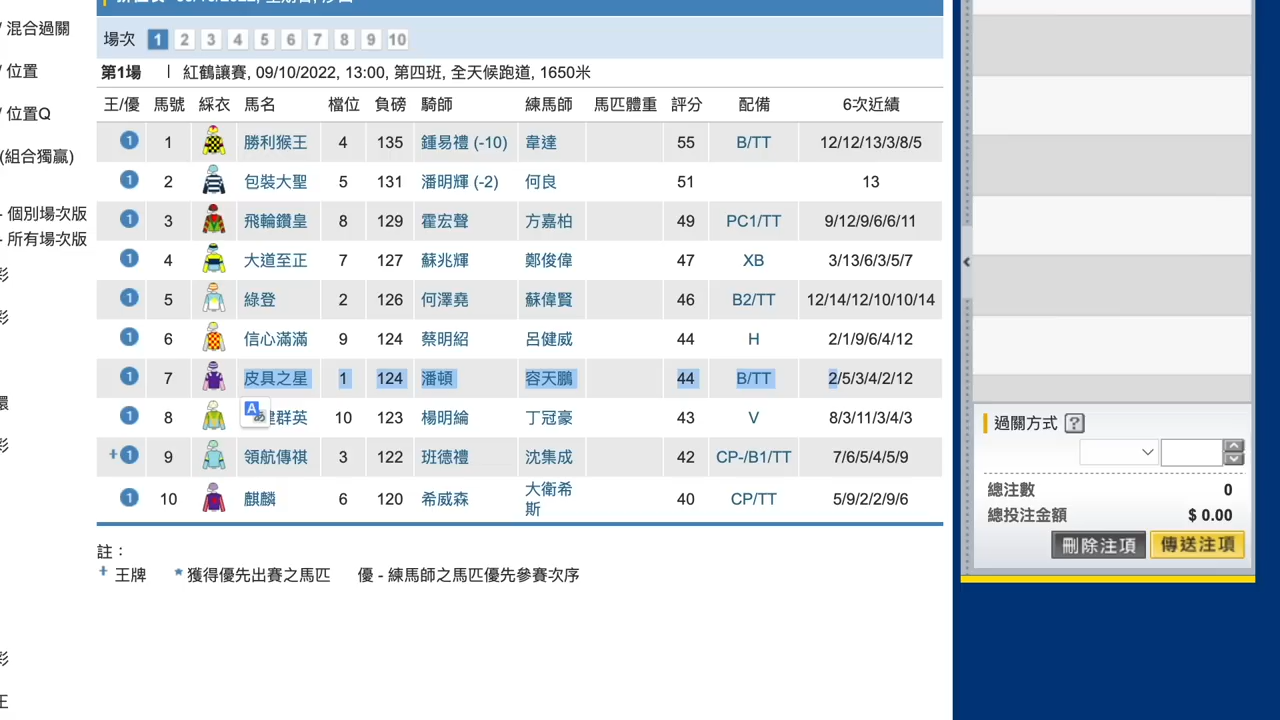 / 混合過關
/ 位置
/ 位置Q
(組合獨贏)
- 個別場次版
- 所有場次版
彩
彩
彩
彩
王
場次 1 2 3 4 5 6 7 8 9 10
第1場 | 紅鶴讓賽, 09/10/2022, 13:00, 第四班, 全天候跑道, 1650米
王/優 馬號 綵衣 馬名 檔位 負磅 騎師 練馬師 馬匹體重 評分 配備 6次近績
1 1 勝利猴王 4 135 鍾易禮 (-10) 韋達 55 B/TT 12/12/13/3/8/5
1 2 包裝大聖 5 131 潘明輝 (-2) 何良 51 13
1 3 飛輪鑽皇 8 129 霍宏聲 方嘉柏 49 PC1/TT 9/12/9/6/6/11
1 4 大道至正 7 127 蘇兆輝 鄭俊偉 47 XB 3/13/6/3/5/7
1 5 綠登 2 126 何澤堯 蘇偉賢 46 B2/TT 12/14/12/10/10/14
1 6 信心滿滿 9 124 蔡明紹 呂健威 44 H 2/1/9/6/4/12
1 7 皮具之星 1 124 潘頓 容天鵬 44 B/TT 2/5/3/4/2/12
1 8 群英 10 123 楊明綸 丁冠豪 43 V 8/3/11/3/4/3
+ 1 9 領航傳祺 3 122 班德禮 沈集成 42 CP-/B1/TT 7/6/5/4/5/9
1 10 麒麟 6 120 希威森 大衛希斯 40 CP/TT 5/9/2/2/9/6
註：
+ 王牌 * 獲得優先出賽之馬匹 優 - 練馬師之馬匹優先參賽次序
過關方式 ?
總注數 0
總投注金額 $ 0.00
刪除注項 傳送注項